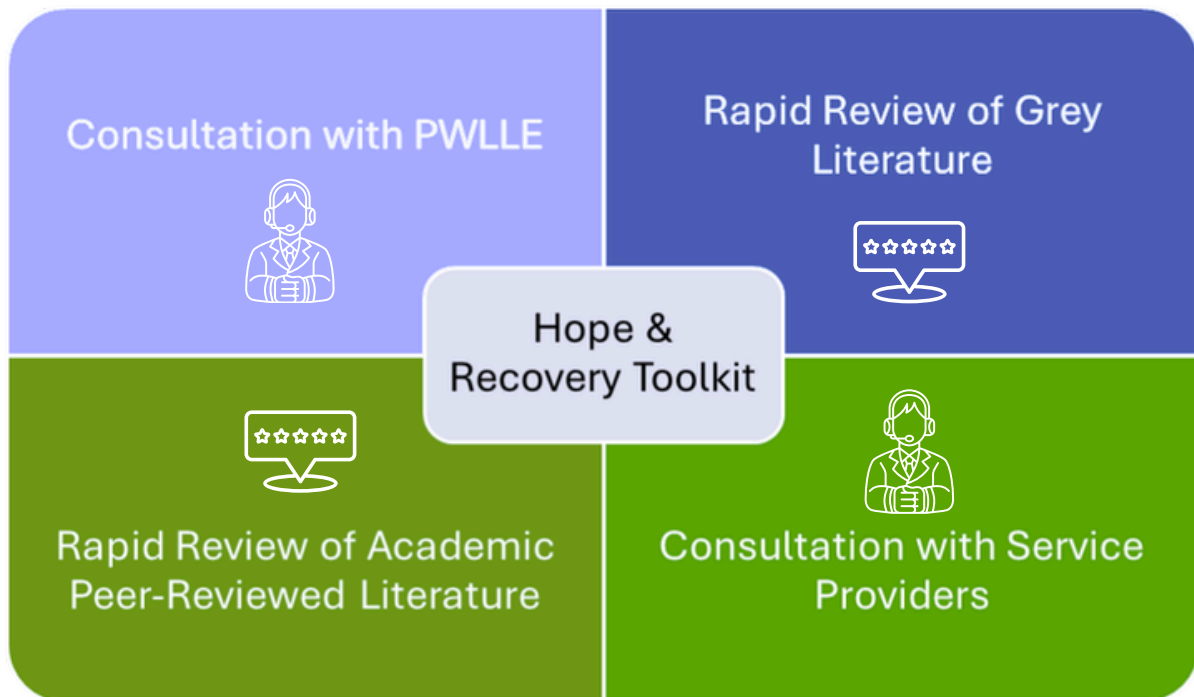 Consultation with PWLLE
Rapid Review of Grey
Literature
Hope &
Recovery Toolkit
Rapid Review of Academic
Peer-Reviewed Literature
Consultation with Service
Providers